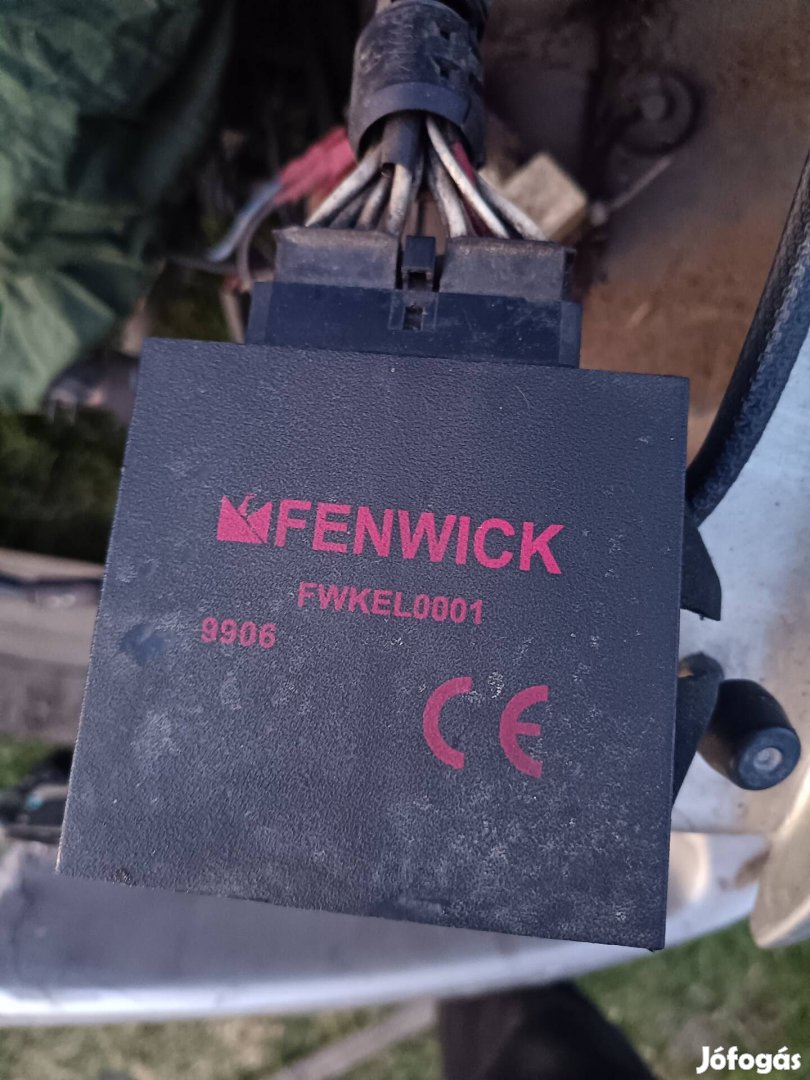 FENWICK
FWKEL0001
9906
CE
Jófogás